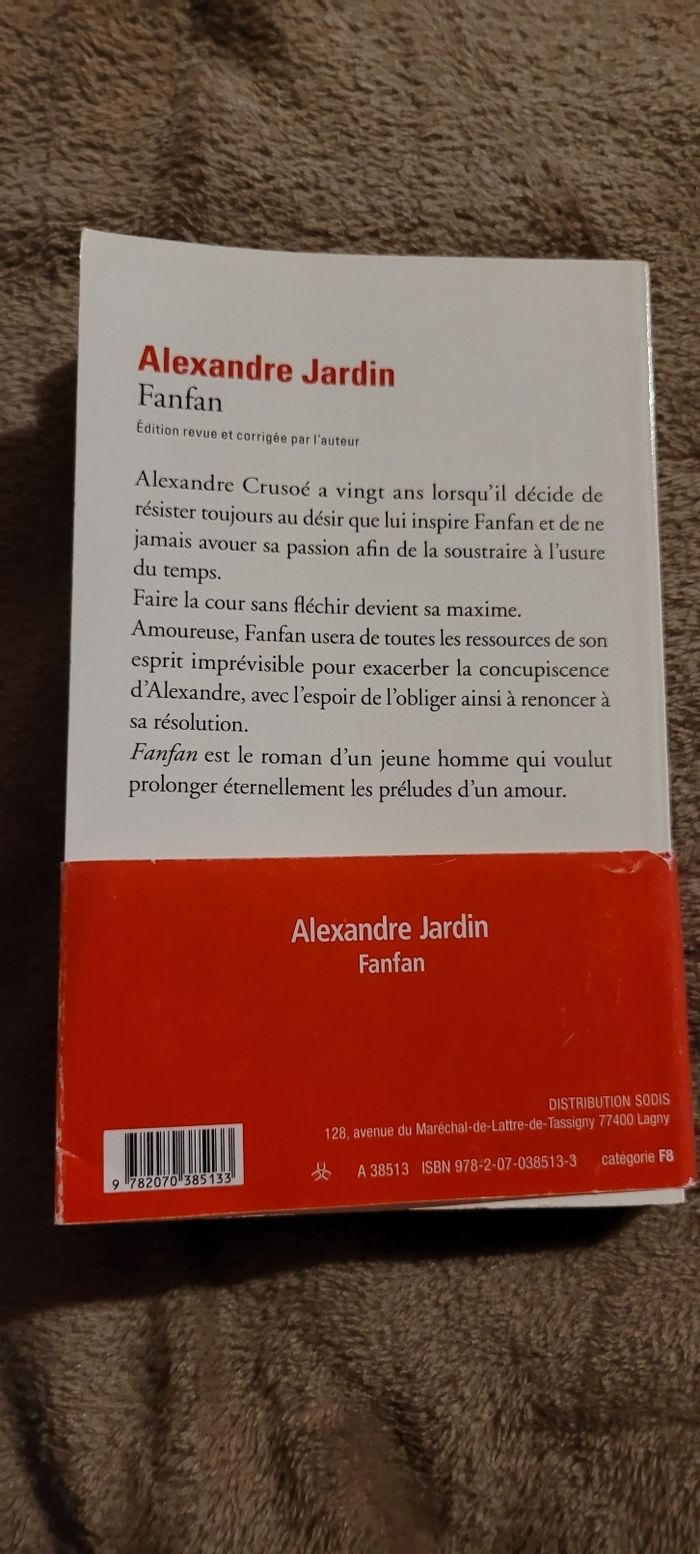 Alexandre Jardin
Fanfan
Édition revue et corrigée par l'auteur
Alexandre Crusoé a vingt ans lorsqu'il décide de
résister toujours au désir que lui inspire Fanfan et de ne
jamais avouer sa passion afin de la soustraire à l'usure
du temps.
Faire la cour sans fléchir devient sa maxime.
Amoureuse, Fanfan usera de toutes les ressources de son
esprit imprévisible pour exacerber la concupiscence
d'Alexandre, avec l'espoir de l'obliger ainsi à renoncer à
sa résolution.
Fanfan est le roman d'un jeune homme qui voulut
prolonger éternellement les préludes d'un amour.
Alexandre Jardin
Fanfan
DISTRIBUTION SODIS
128, avenue du Maréchal-de-Lattre-de-Tassigny 77400 Lagny
A 38513 ISBN 978-2-07-038513-3 catégorie F8
9 782070 385133